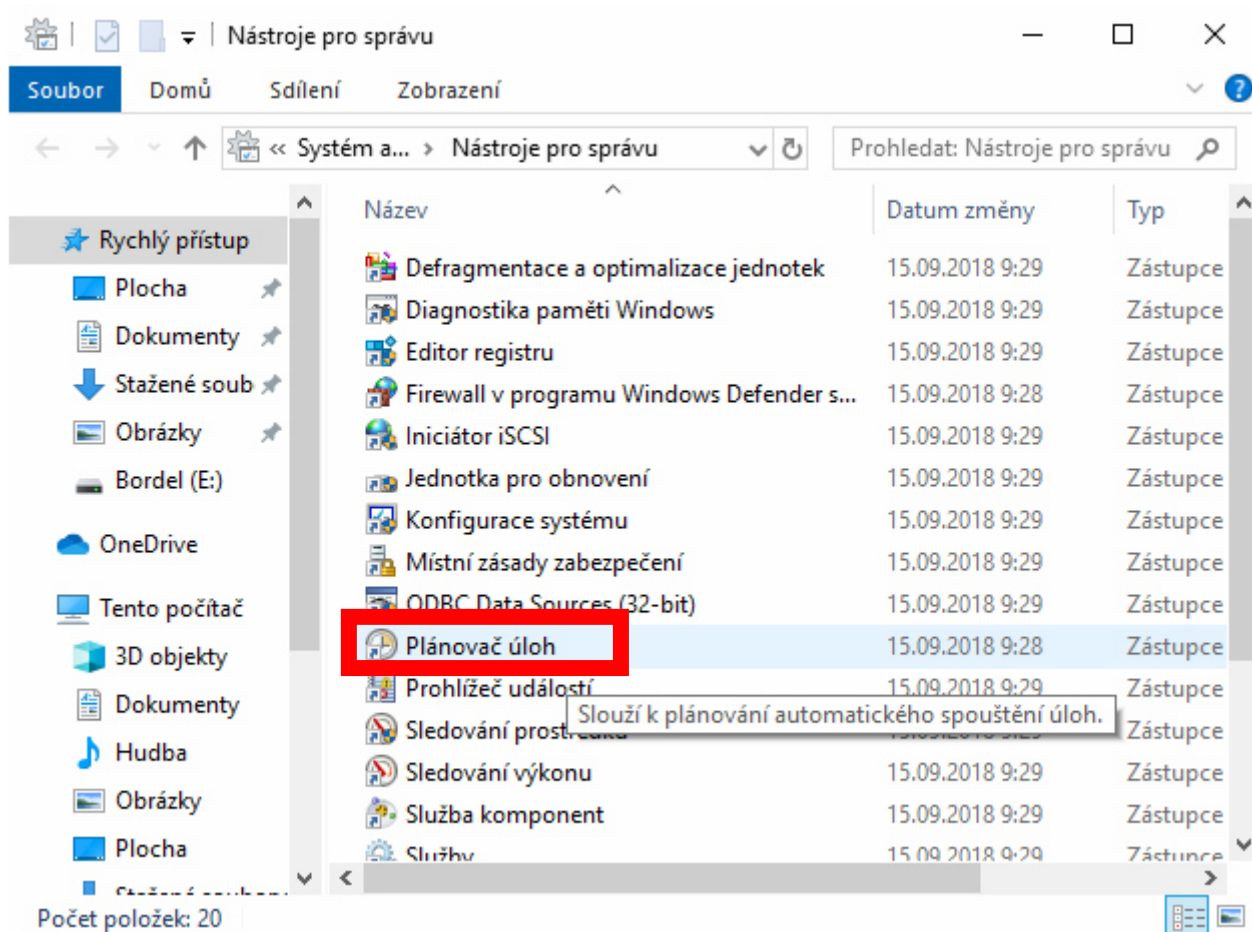 Nástroje pro správu
Soubor Domů Sdílení Zobrazení
« Systém a... › Nástroje pro správu Prohledat: Nástroje pro správu
Název Datum změny Typ
Rychlý přístup
Plocha
Dokumenty
Stažené soub
Obrázky
Bordel (E:)
OneDrive
Tento počítač
3D objekty
Dokumenty
Hudba
Obrázky
Plocha
Defragmentace a optimalizace jednotek 15.09.2018 9:29 Zástupce
Diagnostika paměti Windows 15.09.2018 9:29 Zástupce
Editor registru 15.09.2018 9:29 Zástupce
Firewall v programu Windows Defender s... 15.09.2018 9:28 Zástupce
Iniciátor iSCSI 15.09.2018 9:29 Zástupce
Jednotka pro obnovení 15.09.2018 9:29 Zástupce
Konfigurace systému 15.09.2018 9:29 Zástupce
Místní zásady zabezpečení 15.09.2018 9:29 Zástupce
ODBC Data Sources (32-bit) 15.09.2018 9:29 Zástupce
Plánovač úloh 15.09.2018 9:28 Zástupce
Prohlížeč událostí 15.09.2018 9:29 Zástupce
Slouží k plánování automatického spouštění úloh.
Sledování Zástupce
Sledování výkonu 15.09.2018 9:29 Zástupce
Služba komponent 15.09.2018 9:29 Zástupce
Služby 15.09.2018 9:29 Zástupce
Počet položek: 20